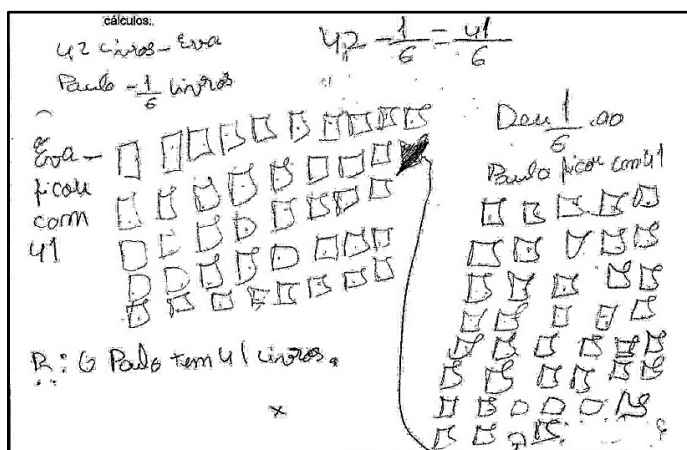 cálculos:
42 livros - Eva
Paulo - 1/6 livros
42 - 1/6 = 41/6
Eva -
ficou
com
41
Deu 1/6 ao
Paulo ficou com 41
R: O Paulo tem 41 livros.
x